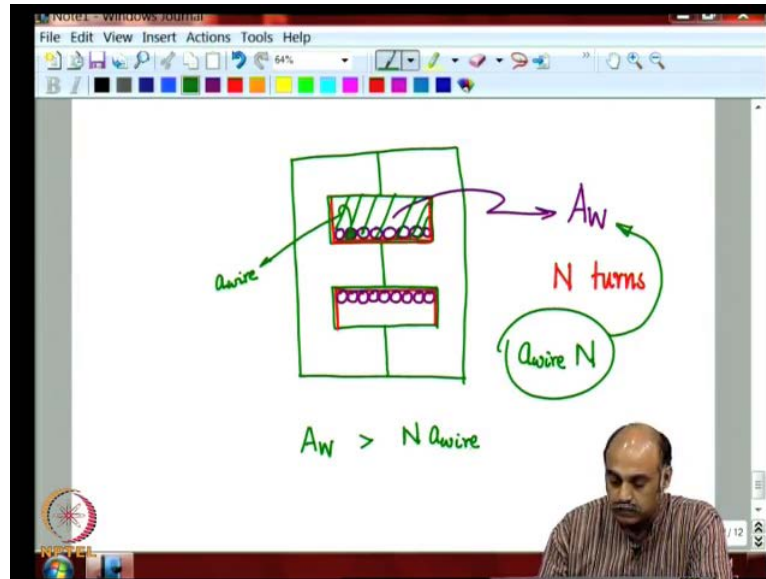 Note1 - Windows Journal
File Edit View Insert Actions Tools Help
64%
B I
Aw
awire
N turns
awire N
Aw > N awire
/ 12
NPTEL